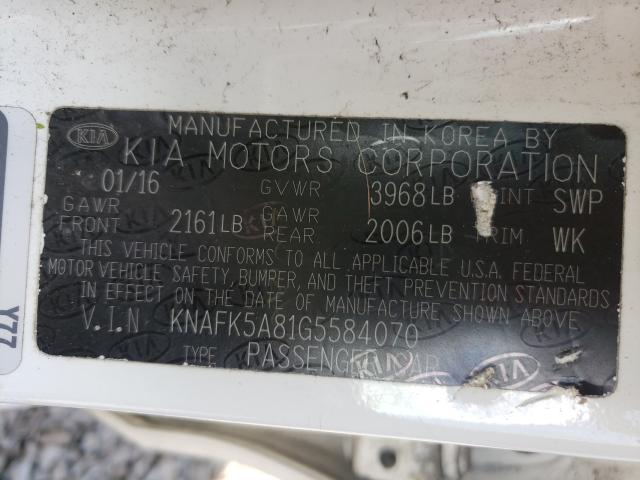 MANUFACTURED IN KOREA BY
KIA KIA MOTORS CORPORATION
01/16 GVWR 3968LB INT SWP
GAWR FRONT 2161LB GAWR REAR 2006LB TRIM WK
THIS VEHICLE CONFORMS TO ALL APPLICABLE U.S.A. FEDERAL
MOTOR VEHICLE SAFETY, BUMPER, AND THEFT PREVENTION STANDARDS
IN EFFECT ON THE DATE OF MANUFACTURE SHOWN ABOVE
V.I.N KNAFK5A81G5584070
TYPE PASSENGER CAR
Y77